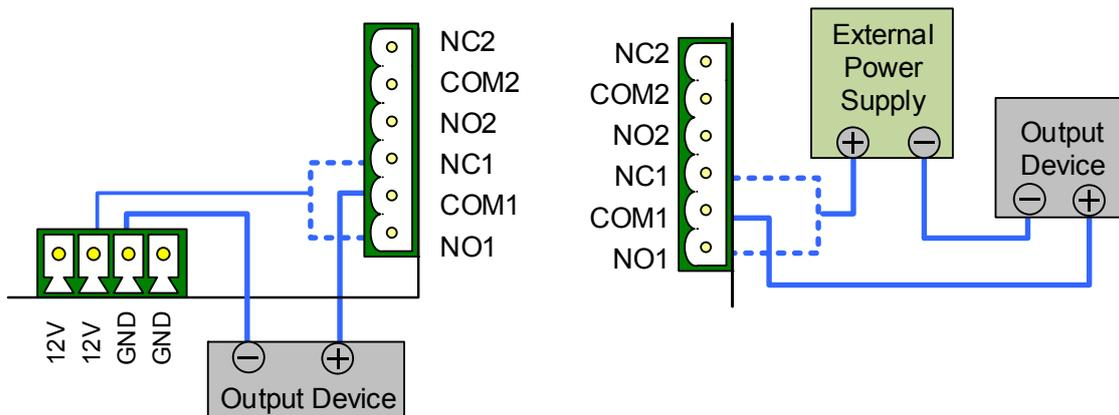 NC2
COM2
NO2
NC1
COM1
NO1
12V
12V
GND
GND
Output Device
NC2
COM2
NO2
NC1
COM1
NO1
External
Power
Supply
Output
Device